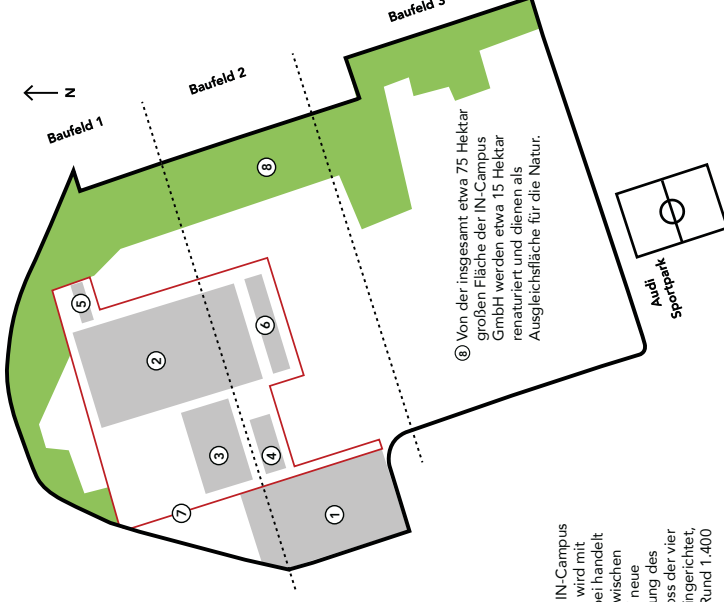 Baufeld 1
Baufeld 2
Baufeld 3
N
1
2
3
4
5
6
7
8
8 Von der insgesamt etwa 75 Hektar
großen Fläche der IN-Campus
GmbH werden etwa 15 Hektar
renaturiert und dienen als
Ausgleichsfläche für die Natur.
Audi
Sportpark
IN-Campus
wird mit
ei handelt
wischen
neue
ung des
ss der vier
ingerichtet,
Rund 1.400